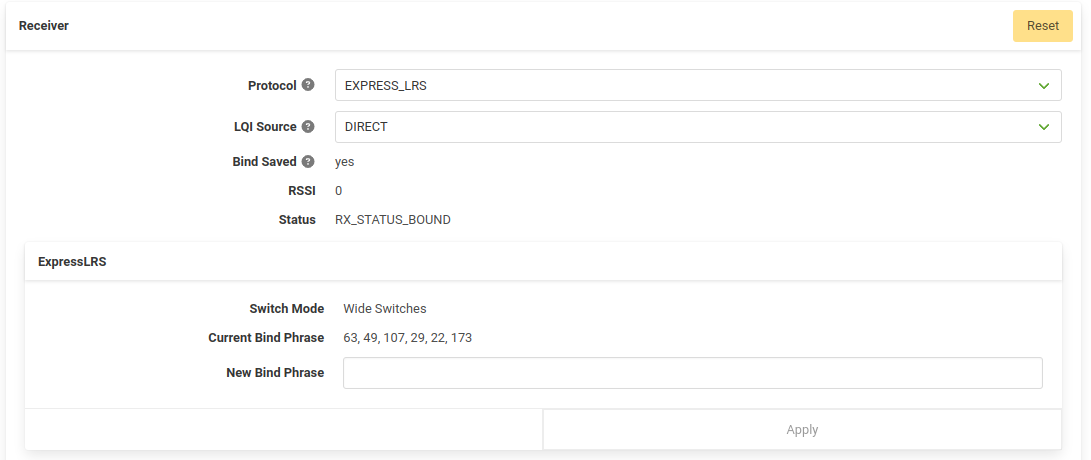 Receiver
Reset
Protocol ? EXPRESS_LRS
LQI Source ? DIRECT
Bind Saved ? yes
RSSI 0
Status RX_STATUS_BOUND
ExpressLRS
Switch Mode Wide Switches
Current Bind Phrase 63, 49, 107, 29, 22, 173
New Bind Phrase
Apply